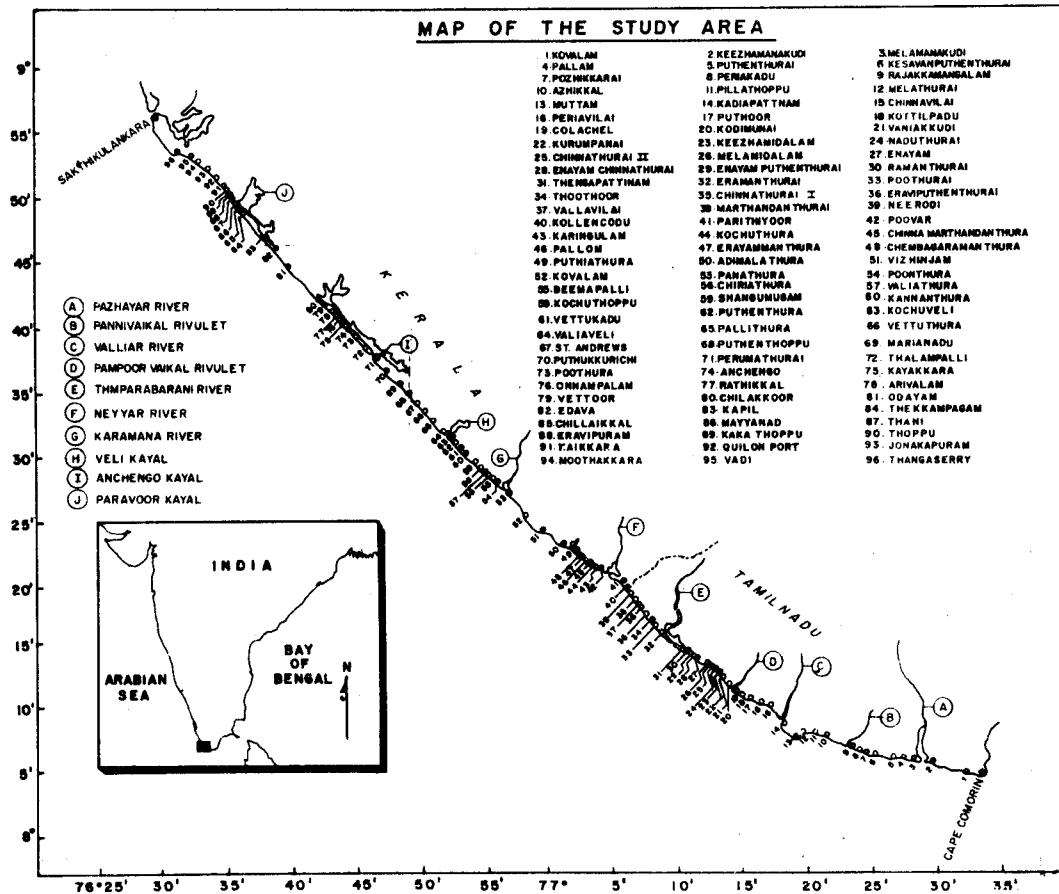 MAP OF THE STUDY AREA
1. KOVALAM 2. KEEZHAMANAKUDI 3. MELAMANAKUDI
4. PALLAM 5. PUTHENTHURAI 6. KESAVANPUTHENTHURAI
7. POZHIKKARAI 8. PERIAKADU 9. RAJAKKAMANGALAM
10. AZHIKKAL 11. PILLATHOPPU 12. MELATHURAI
13. MUTTAM 14. KADIAPATTNAM 15. CHINNAVILAI
16. PERIAVILAI 17. PUTHOOR 18. KOTTILPADU
19. COLACHEL 20. KODIMUNAI 21. VANIAKKUDI
22. KURUMPANAI 23. KEEZHAMIDALAM 24. NADUTHURAI
25. CHINNATHURAI II 26. MELAMIDALAM 27. ENAYAM
28. ENAYAM CHINNATHURAI 29. ENAYAM PUTHENTHURAI 30. RAMANTHURAI
31. THENGAPATTINAM 32. ERAMANTHURAI 33. POOTHURAI
34. THOOTHOOR 35. CHINNATHURAI I 36. ERAVIPUTHENTHURAI
37. VALLAVILAI 38. MARTHANDANTHURAI 39. NEERODI
40. KOLLENCODU 41. PARITHIYOOR 42. POOVAR
43. KARINGULAM 44. KOCHUTHURA 45. CHINNA MARTHANDANTHURA
46. PALLOM 47. ERAYAMMANTHURA 48. CHEMBAGARAMANTHURA
49. PUTHIATHURA 50. ADIMALATHURA 51. VIZHINJAM
52. KOVALAM 53. PANATHURA 54. POONTHURA
55. BEEMAPALLI 56. CHIRIATHURA 57. VALIATHURA
58. KOCHUTHOPPU 59. SHANGUMUGAM 60. KANNANTHURA
61. VETTUKADU 62. PUTHENTHURA 63. KOCHUVELI
64. VALIAVELI 65. PALLITHURA 66. VETTUTHURA
67. ST. ANDREWS 68. PUTHENTHOPPU 69. MARIANADU
70. PUTHUKKURICHI 71. PERUMATHURAI 72. THALAMPALLI
73. POOTHURA 74. ANCHENGO 75. KAYAKKARA
76. ONNAMPALAM 77. RATHIKKAL 78. ARIVALAM
79. VETTOOR 80. CHILAKKOOR 81. ODAYAM
82. EDAVA 83. KAPIL 84. THEKKAMPAGAM
85. CHILLAIKKAL 86. MAYYANAD 87. THANI
88. ERAVIPURAM 89. KAKA THOPPU 90. THOPPU
91. TAIKKARA 92. QUILON PORT 93. JONAKAPURAM
94. MOOTHAKKARA 95. VADI 96. THANGASERRY
9°
55'
50'
45'
40'
35'
30'
25'
20'
15'
10'
5'
8°
SAKTHIKULANKARA
J
KERALA
A PAZHAYAR RIVER
B PANNIVAIKAL RIVULET
C VALLIAR RIVER
D PAMPOOR VAIKAL RIVULET
E THMPARABARANI RIVER
F NEYYAR RIVER
G KARAMANA RIVER
H VELI KAYAL
I ANCHENGO KAYAL
J PARAVOOR KAYAL
I
H
G
F
E
TAMILNADU
D
C
B
A
CAPE COMORIN
INDIA
BAY
OF
BENGAL
ARABIAN
SEA
N
76°25' 30' 35' 40' 45' 50' 55' 77° 5' 10' 15' 20' 25' 30' 35'